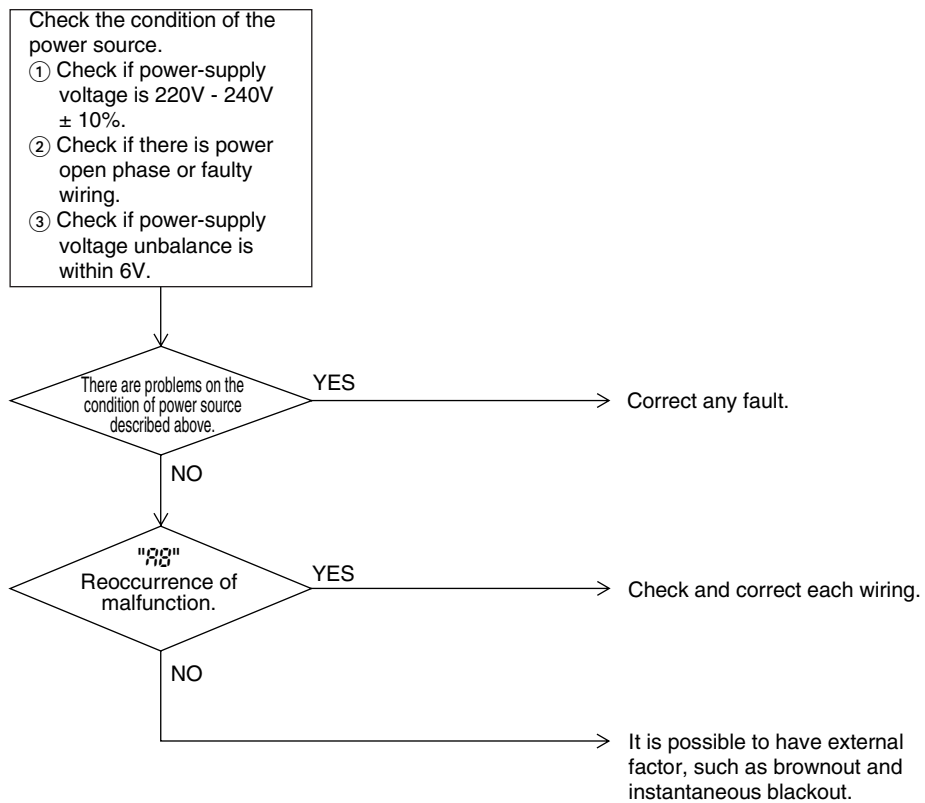 Check the condition of the
power source.
① Check if power-supply
voltage is 220V - 240V
± 10%.
② Check if there is power
open phase or faulty
wiring.
③ Check if power-supply
voltage unbalance is
within 6V.
There are problems on the
condition of power source
described above.
YES
Correct any fault.
NO
"A8"
Reoccurrence of
malfunction.
YES
Check and correct each wiring.
NO
It is possible to have external
factor, such as brownout and
instantaneous blackout.